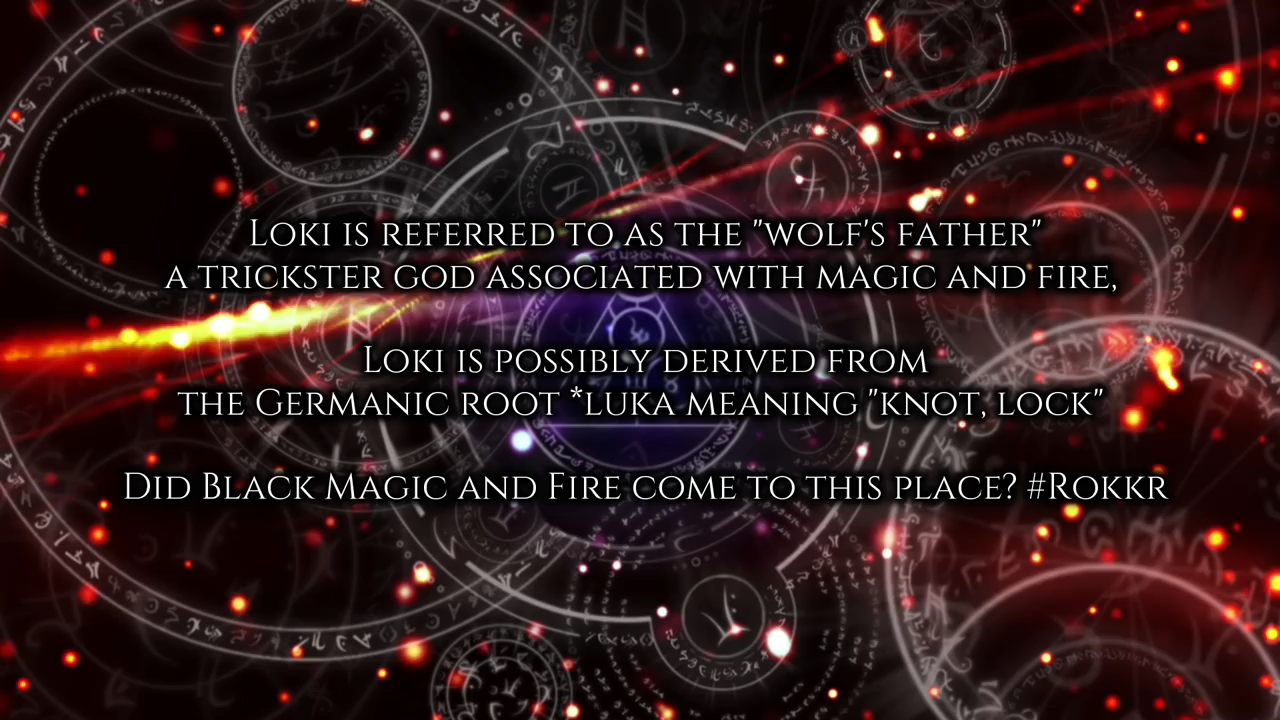 Loki is referred to as the "wolf's father"
a trickster god associated with magic and fire,
Loki is possibly derived from
the Germanic root *luka meaning "knot, lock"
Did Black Magic and Fire come to this place? #Rokkr